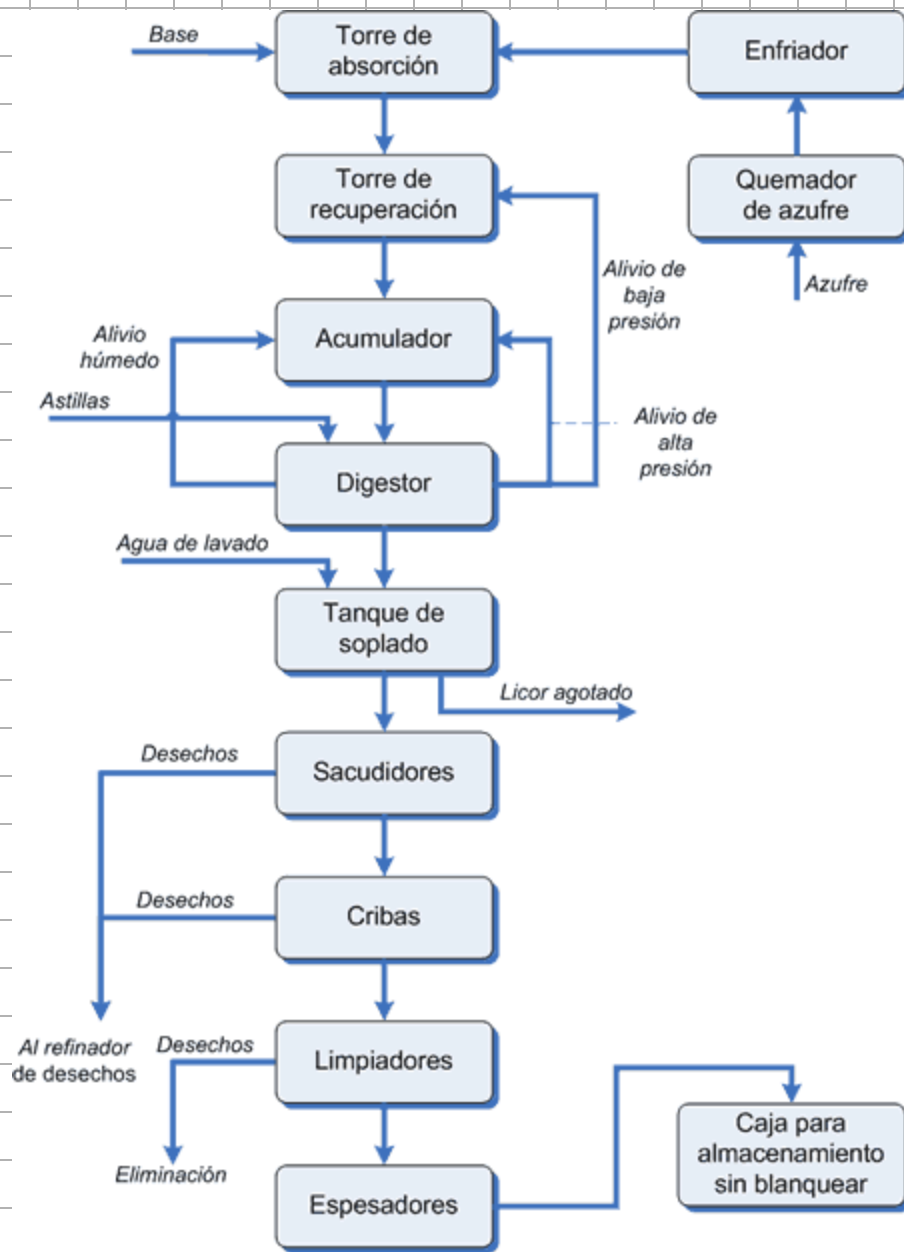 Base
Torre de
absorción
Enfriador
Torre de
recuperación
Quemador
de azufre
Alivio de
baja
presión
Azufre
Alivio
húmedo
Acumulador
Astillas
Alivio de
alta
presión
Digestor
Agua de lavado
Tanque de
soplado
Licor agotado
Desechos
Sacudidores
Desechos
Cribas
Al refinador
de desechos
Desechos
Limpiadores
Eliminación
Espesadores
Caja para
almacenamiento
sin blanquear